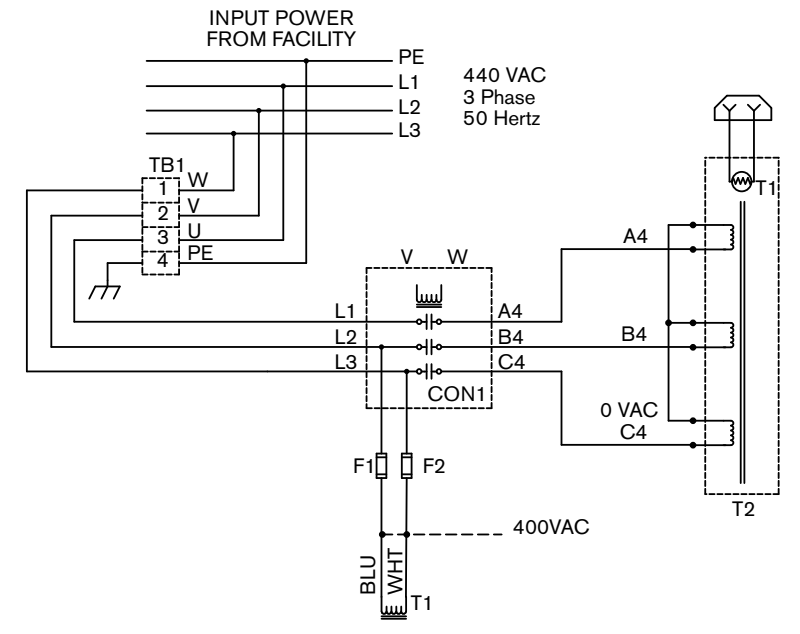 INPUT POWER
FROM FACILITY
PE
L1
L2
L3
440 VAC
3 Phase
50 Hertz
TB1
1 W
2 V
3 U
4 PE
V W
L1
L2
L3
A4
B4
C4
CON1
A4
B4
0 VAC
C4
T1
T2
F1
F2
400VAC
BLU
WHT
T1